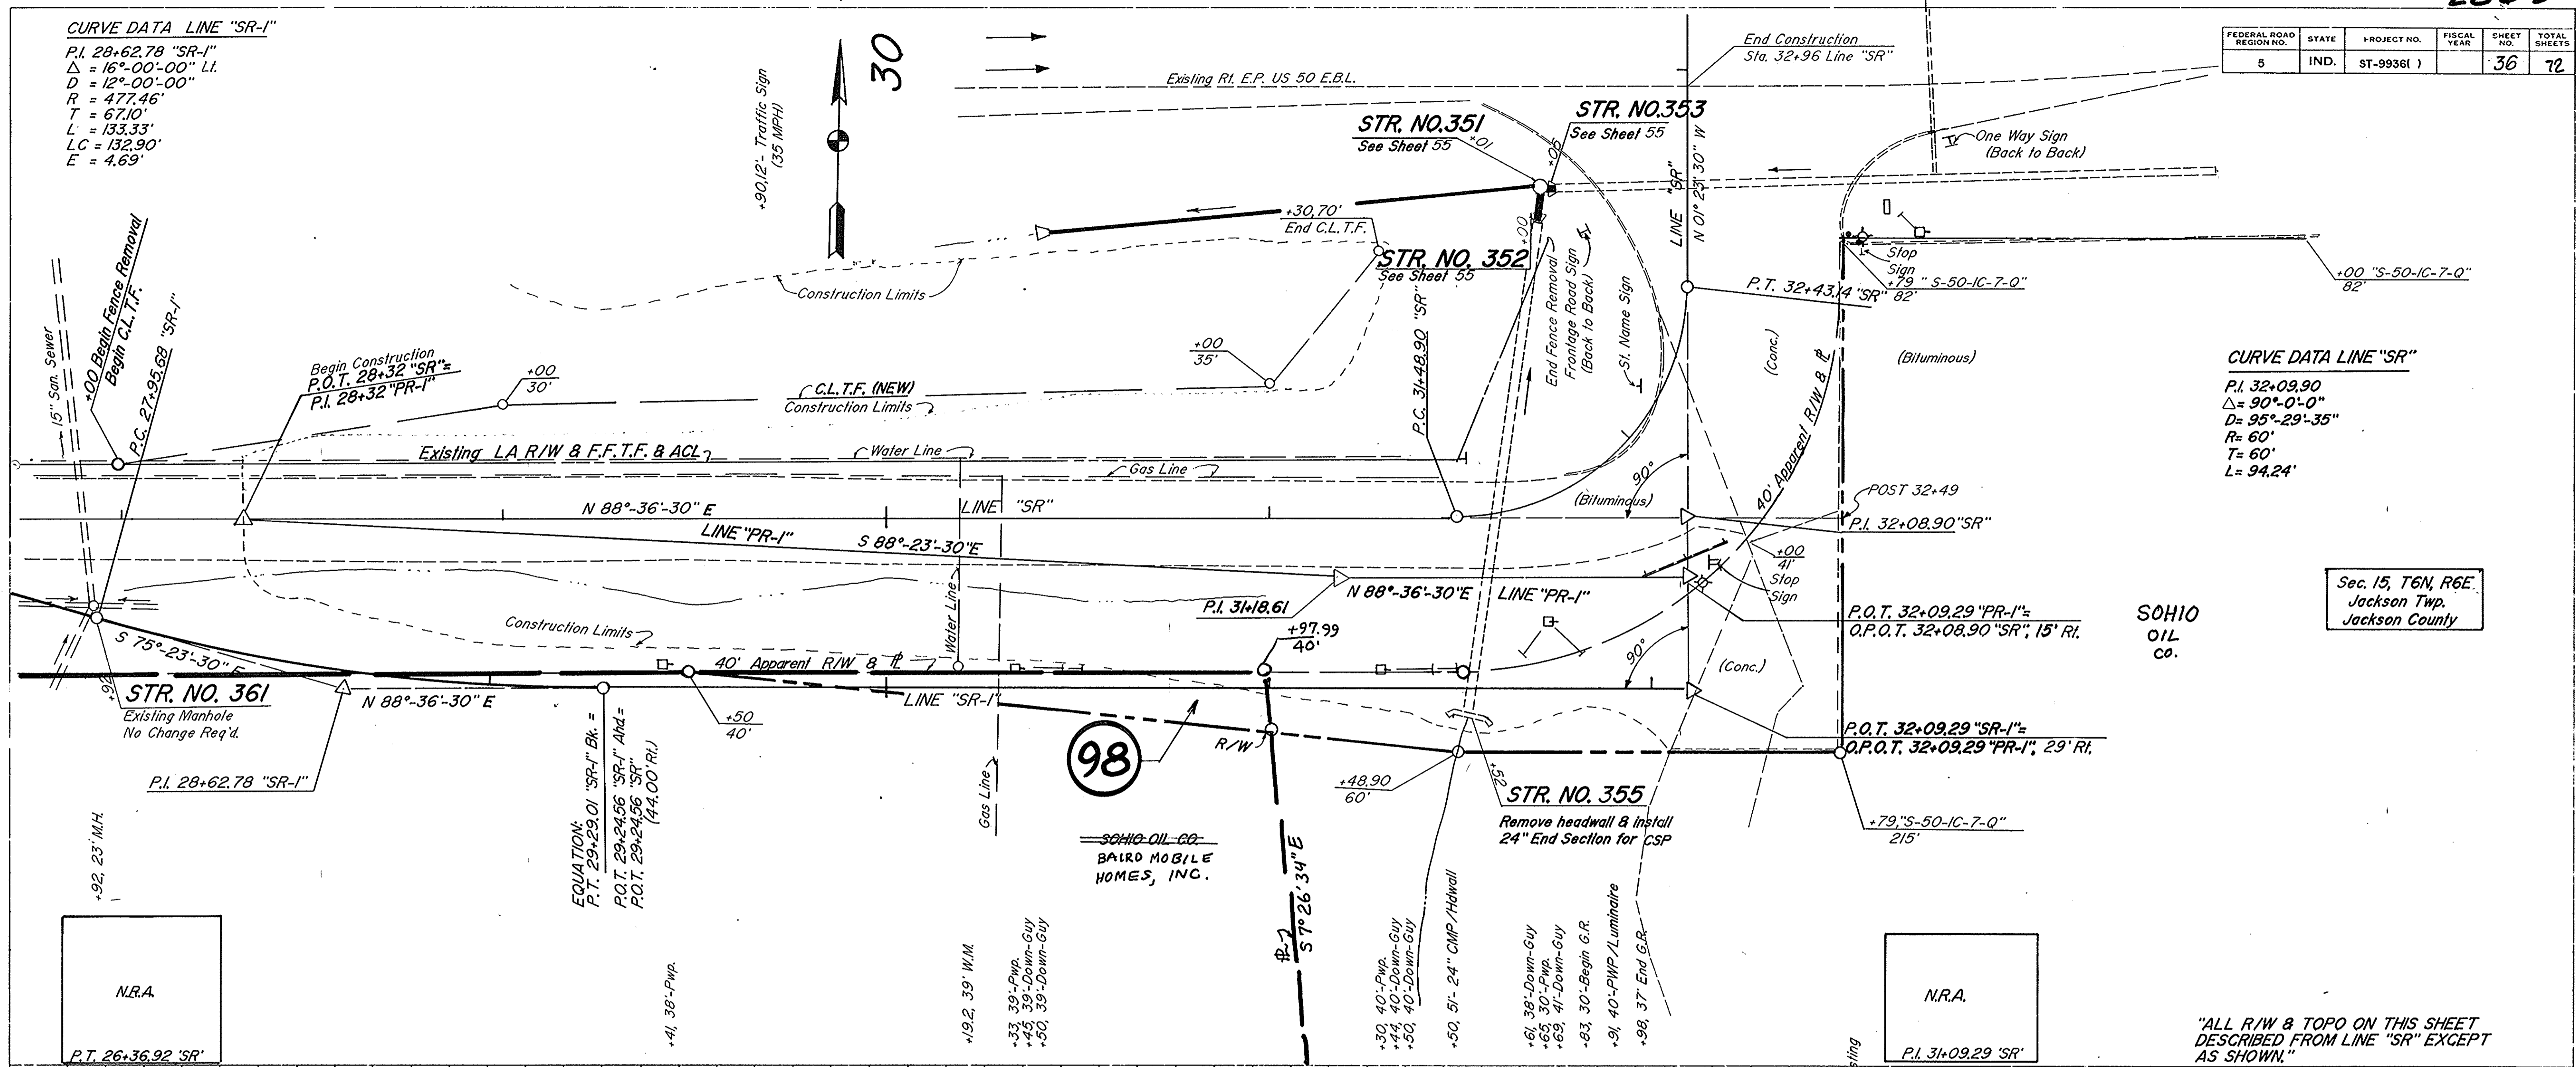 CURVE DATA LINE "SR-1"
P.I. 28+62.78 "SR-1"
Δ = 16°-00'-00" Lt.
D = 12°-00'-00"
R = 477.46'
T = 67.10'
L = 133.33'
LC = 132.90'
E = 4.69'
+90,12'- Traffic Sign
(35 MPH)
30
Existing Rt. E.P. US 50 E.B.L.
End Construction
Sta. 32+96 Line "SR"
FEDERAL ROAD REGION NO.
STATE
PROJECT NO.
FISCAL YEAR
SHEET NO.
TOTAL SHEETS
5
IND.
ST-9936( )
36
72
STR. NO.351
See Sheet 55
+01
STR. NO.353
See Sheet 55
+05
One Way Sign
(Back to Back)
LINE "SR"
N 01° 23' 30" W
+30,70'
End C.L.T.F.
STR. NO. 352
See Sheet 55
+00
Construction Limits
End Fence Removal
Frontage Road Sign
(Back to Back)
St. Name Sign
P.T. 32+43.14 "SR"
Stop
Sign
+79 "S-50-1C-7-Q"
82'
+00 "S-50-1C-7-Q"
82'
+00 Begin Fence Removal
Begin C.L.T.F.
15" San. Sewer
P.C. 27+95.68 "SR-1"
Begin Construction
P.O.T. 28+32 "SR"=
P.I. 28+32 "PR-1"
+00
30'
+00
35'
C.L.T.F. (NEW)
Construction Limits
P.C. 31+48.90 "SR"
(Conc.)
40' Apparent R/W & PL
(Bituminous)
CURVE DATA LINE "SR"
P.I. 32+09.90
Δ= 90°-0'-0"
D= 95°-29'-35"
R= 60'
T= 60'
L= 94.24'
Existing LA R/W & F.F.T.F. & ACL
Water Line
Gas Line
90°
(Bituminous)
POST 32+49
P.I. 32+08.90"SR"
N 88°-36'-30" E
LINE "SR"
LINE "PR-1"
S 88°-23'-30"E
+00
41'
Stop
Sign
P.I. 31+18.61
N 88°-36'-30"E
LINE "PR-1"
P.O.T. 32+09.29 "PR-1"=
O.P.O.T. 32+08.90 "SR", 15' Rt.
SOHIO
OIL
CO.
Sec. 15, T6N, R6E
Jackson Twp.
Jackson County
Water Line
Construction Limits
S 75°-23'-30" E
+97.99
40'
40' Apparent R/W & PL
90°
(Conc.)
+92
STR. NO. 361
Existing Manhole
No Change Req'd.
N 88°-36'-30" E
LINE "SR-1"
+50
40'
R/W
98
P.O.T. 32+09.29 "SR-1"=
O.P.O.T. 32+09.29 "PR-1", 29' Rt.
P.I. 28+62.78 "SR-1"
EQUATION:
P.T. 29+29.01 "SR-1" Bk. =
P.O.T. 29+24.56 "SR-1" Ahd.=
P.O.T. 29+24.56 "SR"
(44.00' Rt.)
Gas Line
+48.90
60'
+52
STR. NO. 355
Remove headwall & install
24" End Section for CSP
+79,"S-50-1C-7-Q"
215'
SOHIO OIL CO.
BAIRD MOBILE
HOMES, INC.
PL
S 7° 26' 34" E
+92, 23' M.H.
+41, 38'-Pwp.
+19.2, 39' W.M.
+33, 39'-Pwp.
+45, 39'-Down-Guy
+50, 39'-Down-Guy
+30, 40'-Pwp.
+44, 40'-Down-Guy
+50, 40'-Down-Guy
+50, 51'- 24" CMP/Hdwall
+61, 38'-Down-Guy
+65, 30'-Pwp.
+69, 41'-Down-Guy
+83, 30'-Begin G.R.
+91, 40'-PWP/Luminaire
+98, 37' End G.R.
N.R.A.
P.T. 26+36.92 'SR'
N.R.A.
P.I. 31+09.29 'SR'
"ALL R/W & TOPO ON THIS SHEET
DESCRIBED FROM LINE "SR" EXCEPT
AS SHOWN."